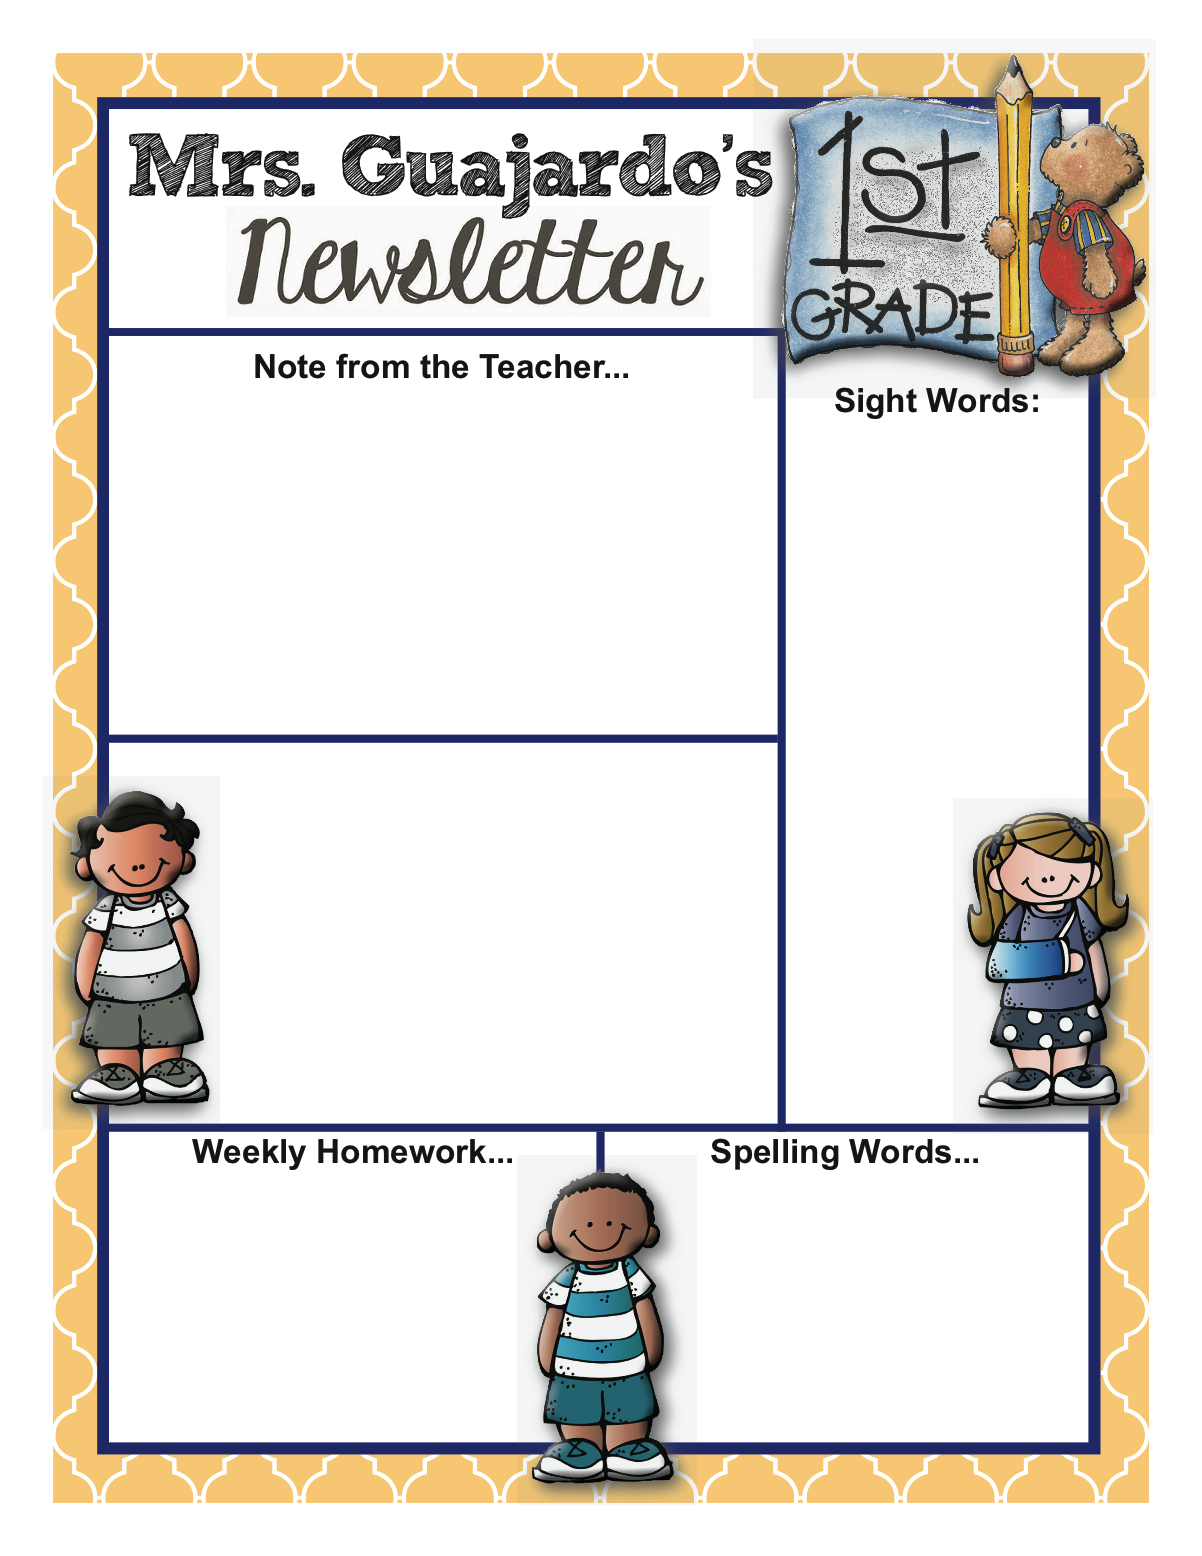 Mrs. Guajardo's
Newsletter
1st
GRADE
Note from the Teacher...
Sight Words:
Weekly Homework...
Spelling Words...